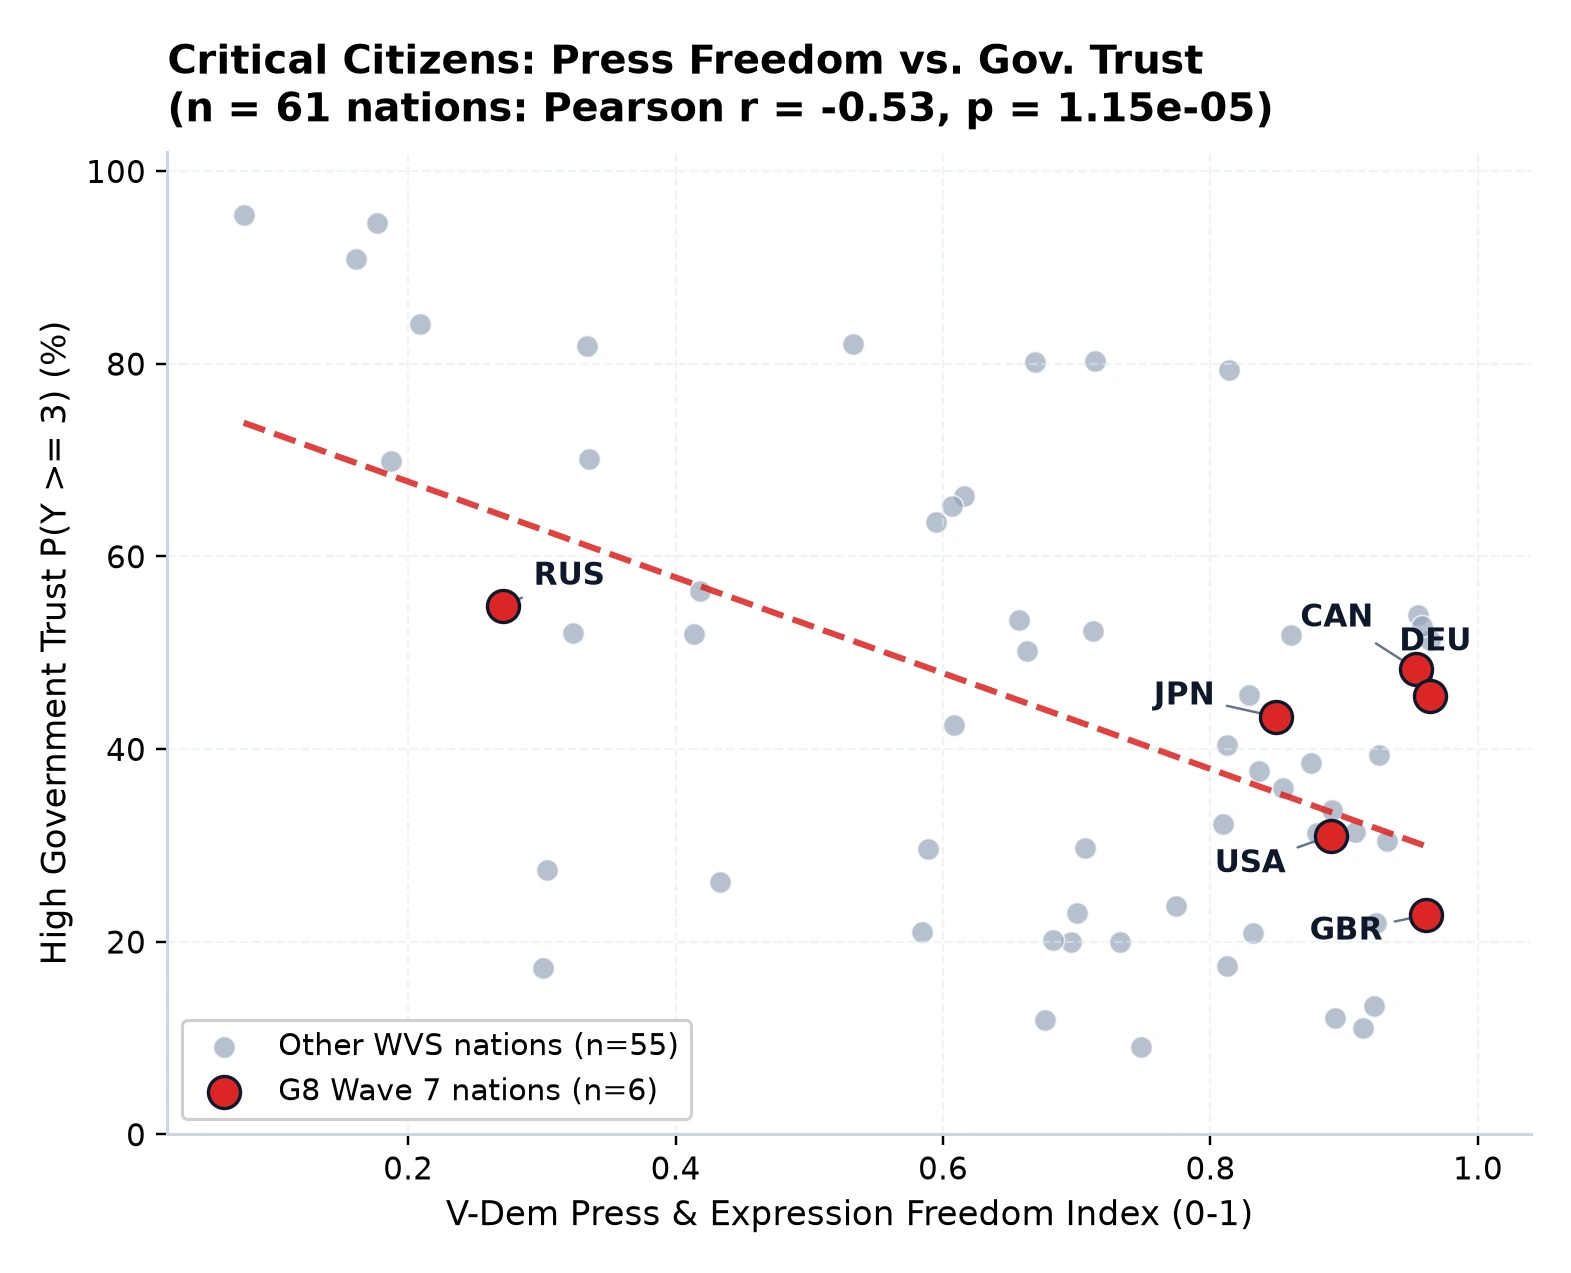 Critical Citizens: Press Freedom vs. Gov. Trust
(n = 61 nations: Pearson r = -0.53, p = 1.15e-05)
High Government Trust P(Y >= 3) (%)
100
80
60
40
20
0
RUS
CAN
DEU
JPN
USA
GBR
Other WVS nations (n=55)
G8 Wave 7 nations (n=6)
0.2 0.4 0.6 0.8 1.0
V-Dem Press & Expression Freedom Index (0-1)